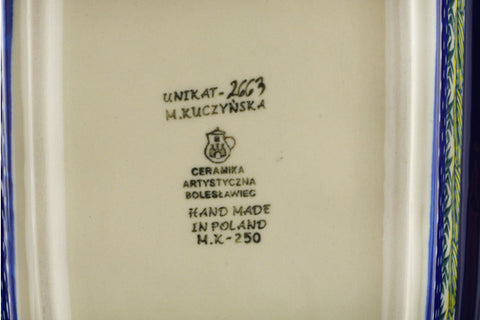 UNIKAT-2663
M.KUCZYŃSKA
CERAMIKA
ARTYSTYCZNA
BOLESŁAWIEC
HAND MADE
IN POLAND
M.K-250